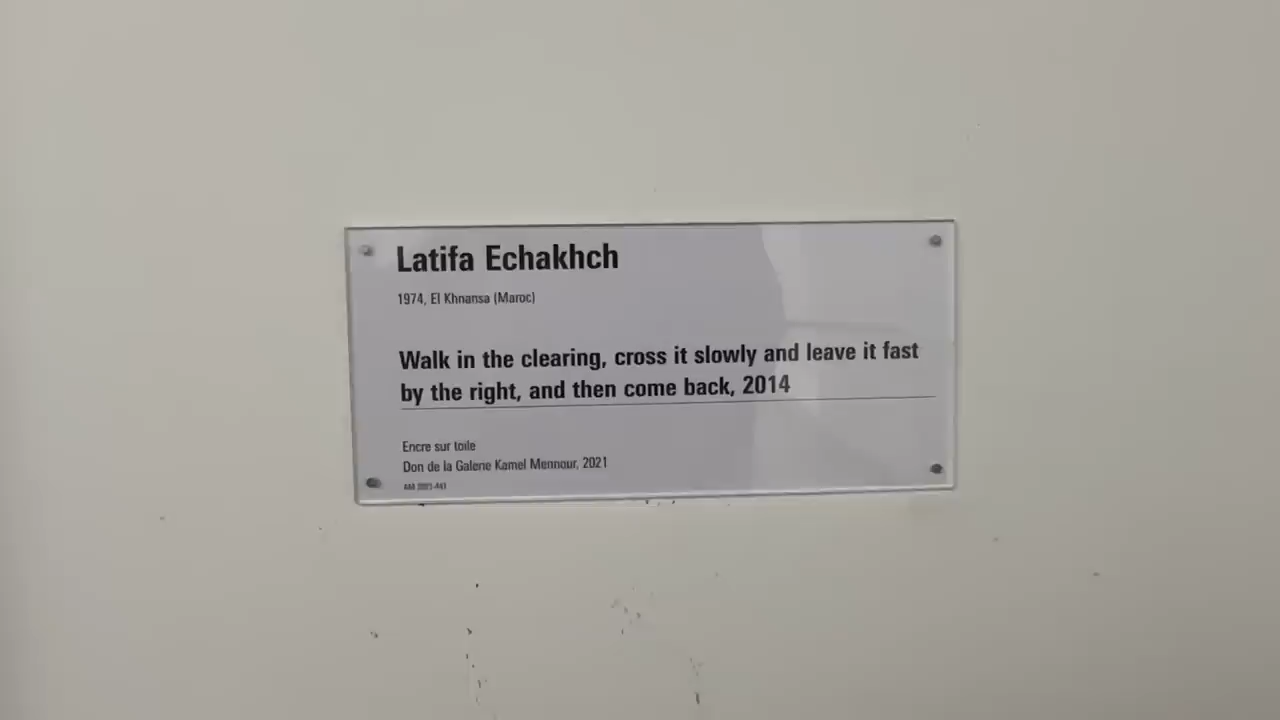 Latifa Echakhch
1974, El Khnansa (Maroc)
Walk in the clearing, cross it slowly and leave it fast
by the right, and then come back, 2014
Encre sur toile
Don de la Galerie Kamel Mennour, 2021